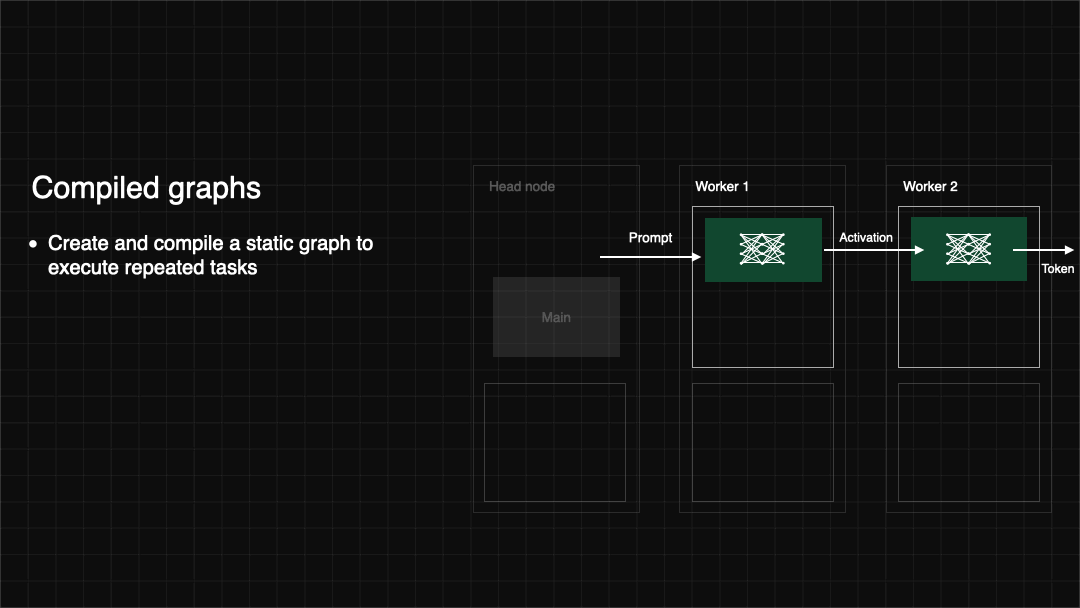 Compiled graphs
• Create and compile a static graph to
execute repeated tasks
Head node
Main
Prompt
Worker 1
Activation
Worker 2
Token